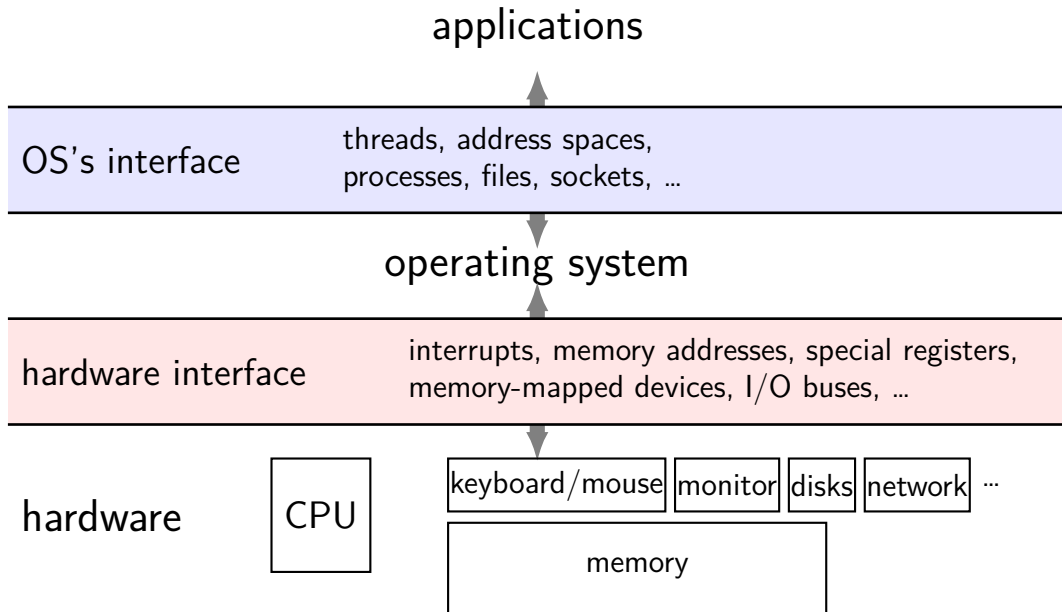 applications
OS's interface
threads, address spaces,
processes, files, sockets, …
operating system
hardware interface
interrupts, memory addresses, special registers,
memory-mapped devices, I/O buses, …
hardware
CPU
keyboard/mouse
monitor
disks
network
…
memory